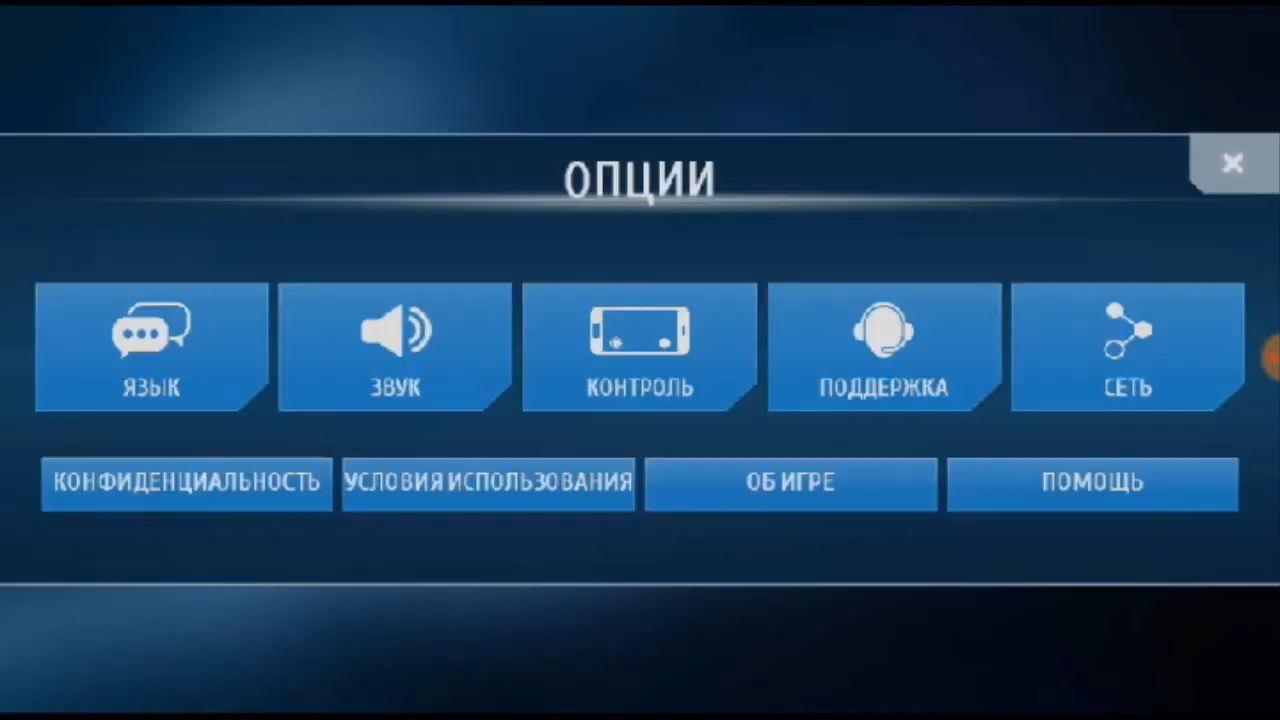 ОПЦИИ
ЯЗЫК
ЗВУК
КОНТРОЛЬ
ПОДДЕРЖКА
СЕТЬ
КОНФИДЕНЦИАЛЬНОСТЬ
УСЛОВИЯ ИСПОЛЬЗОВАНИЯ
ОБ ИГРЕ
ПОМОЩЬ